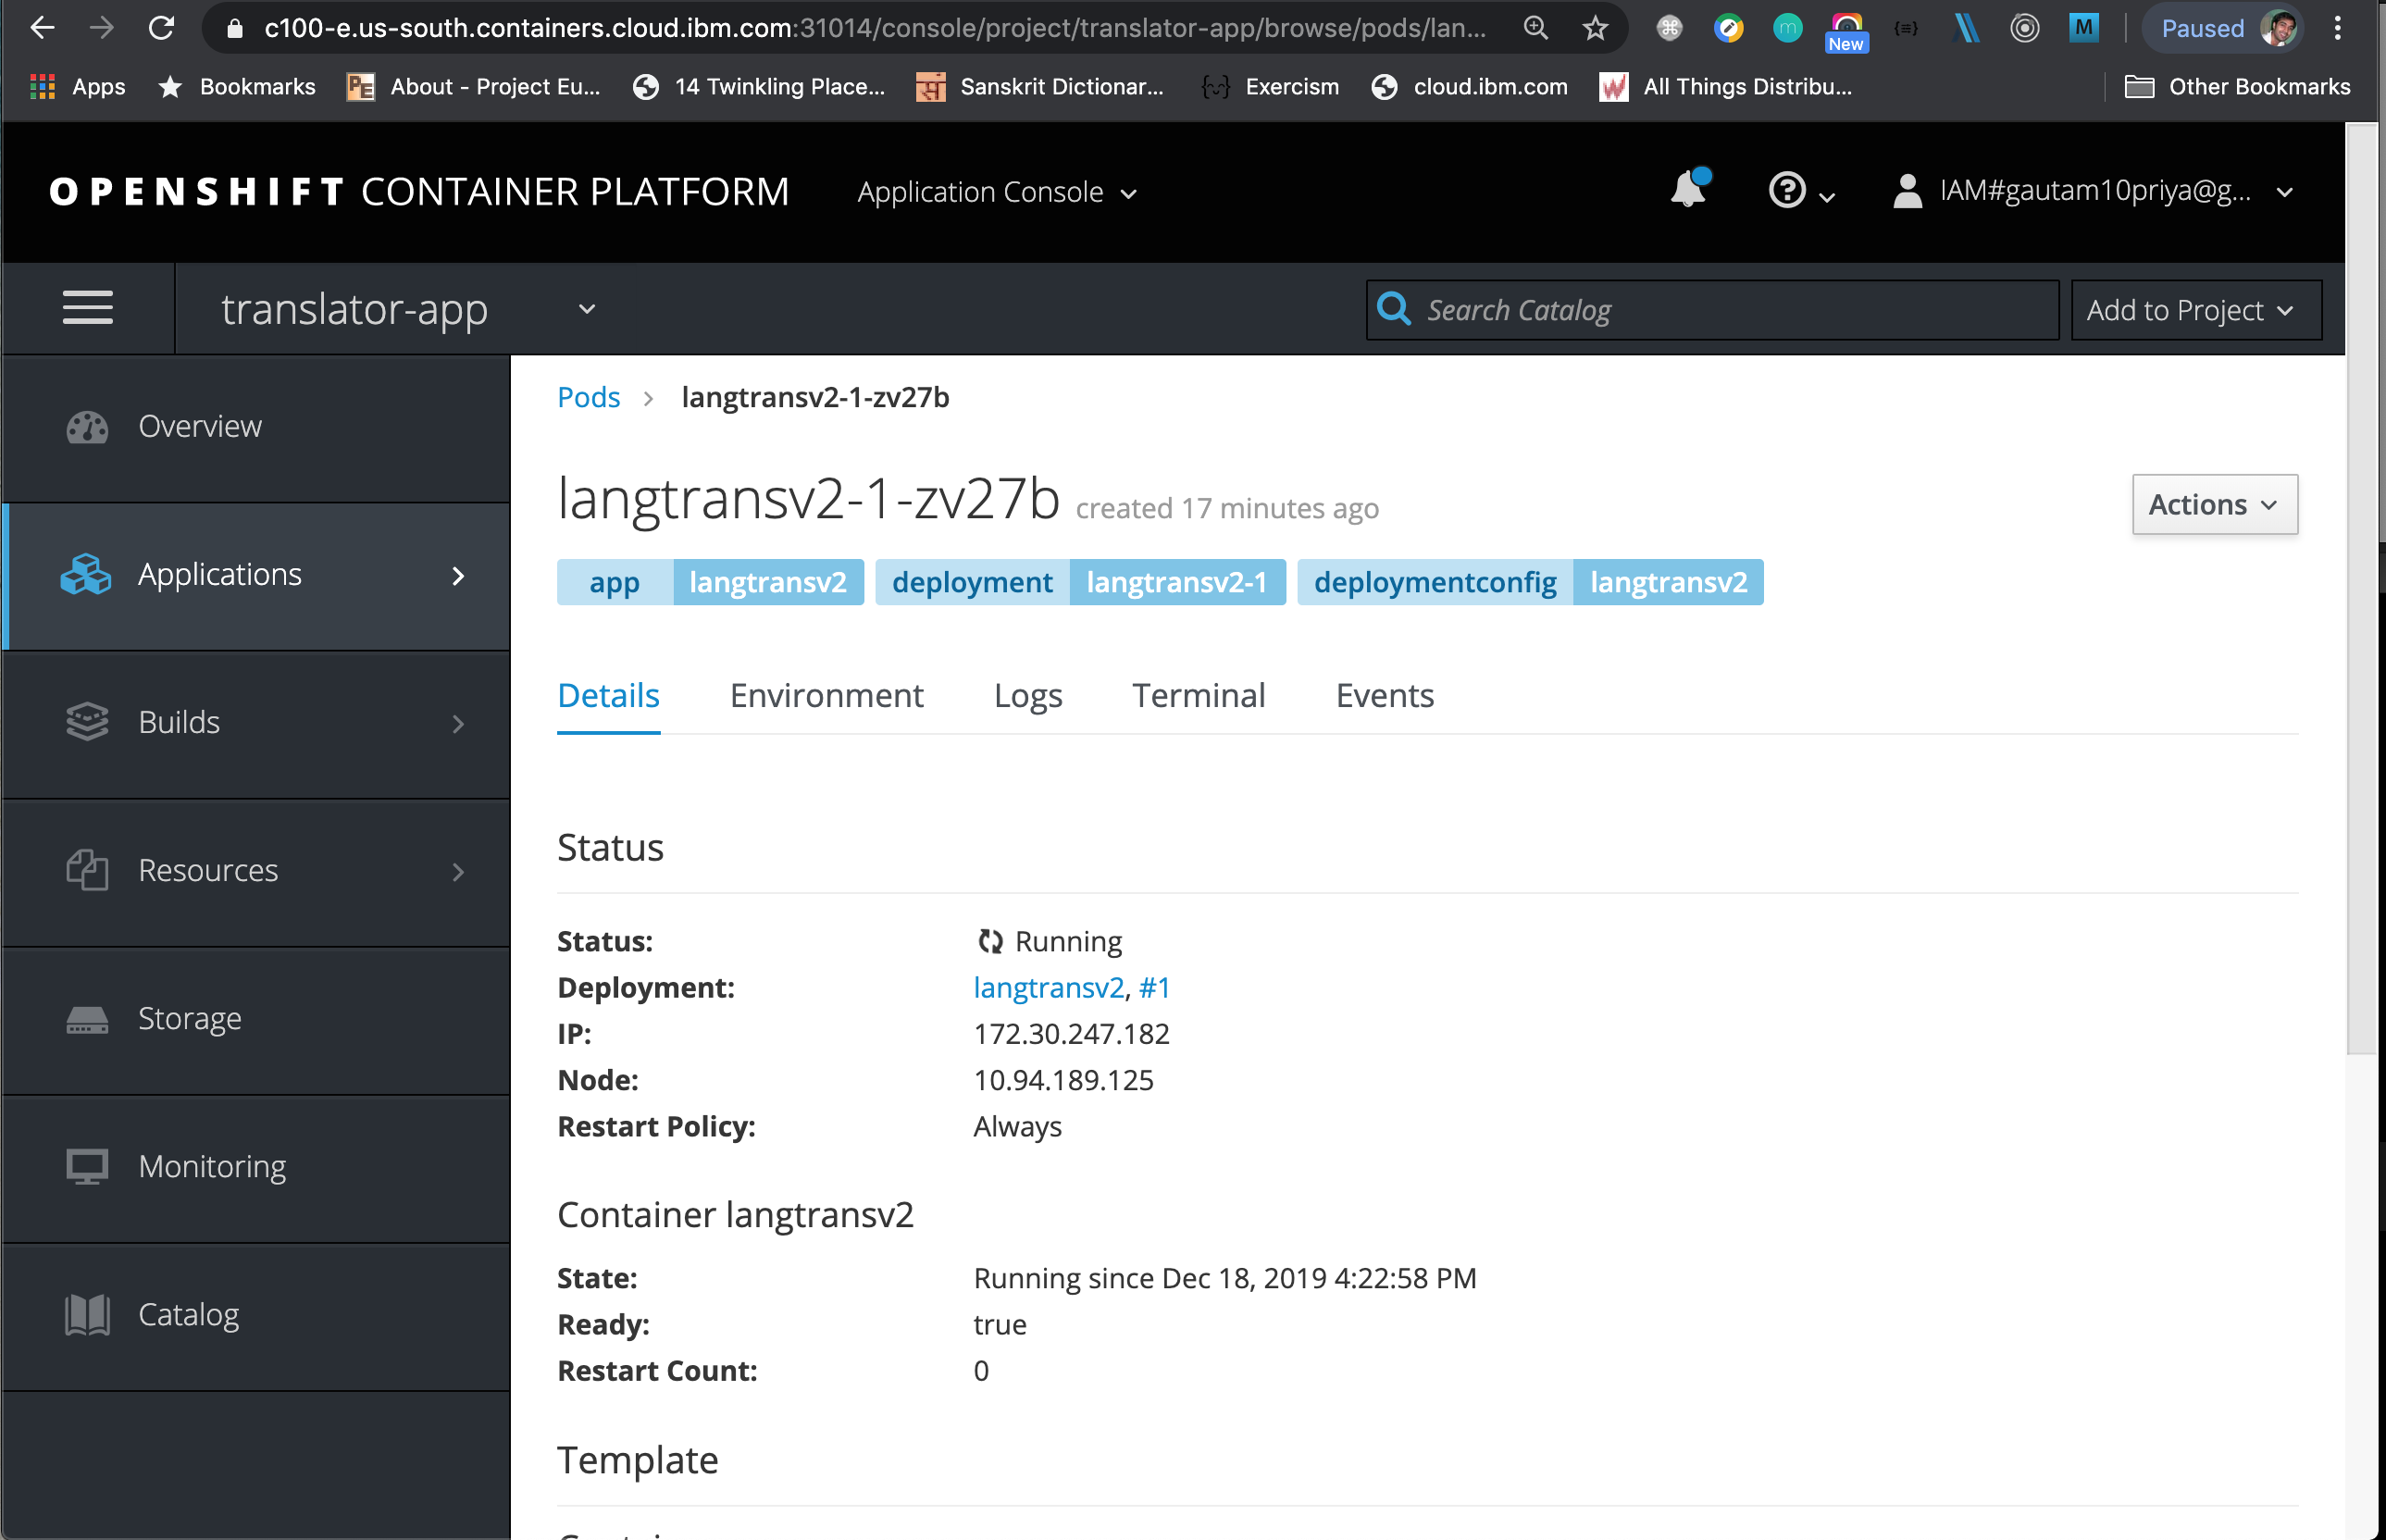 c100-e.us-south.containers.cloud.ibm.com:31014/console/project/translator-app/browse/pods/lan...
New
M
Paused
Apps
Bookmarks
PE About - Project Eu...
14 Twinkling Place...
Sanskrit Dictionar...
Exercism
cloud.ibm.com
All Things Distribu...
Other Bookmarks
OPENSHIFT CONTAINER PLATFORM
Application Console
IAM#gautam10priya@g...
translator-app
Search Catalog
Add to Project
Overview
Applications
Builds
Resources
Storage
Monitoring
Catalog
Pods > langtransv2-1-zv27b
langtransv2-1-zv27b created 17 minutes ago
Actions
app langtransv2 deployment langtransv2-1 deploymentconfig langtransv2
Details Environment Logs Terminal Events
Status
Status: Running
Deployment: langtransv2, #1
IP: 172.30.247.182
Node: 10.94.189.125
Restart Policy: Always
Container langtransv2
State: Running since Dec 18, 2019 4:22:58 PM
Ready: true
Restart Count: 0
Template